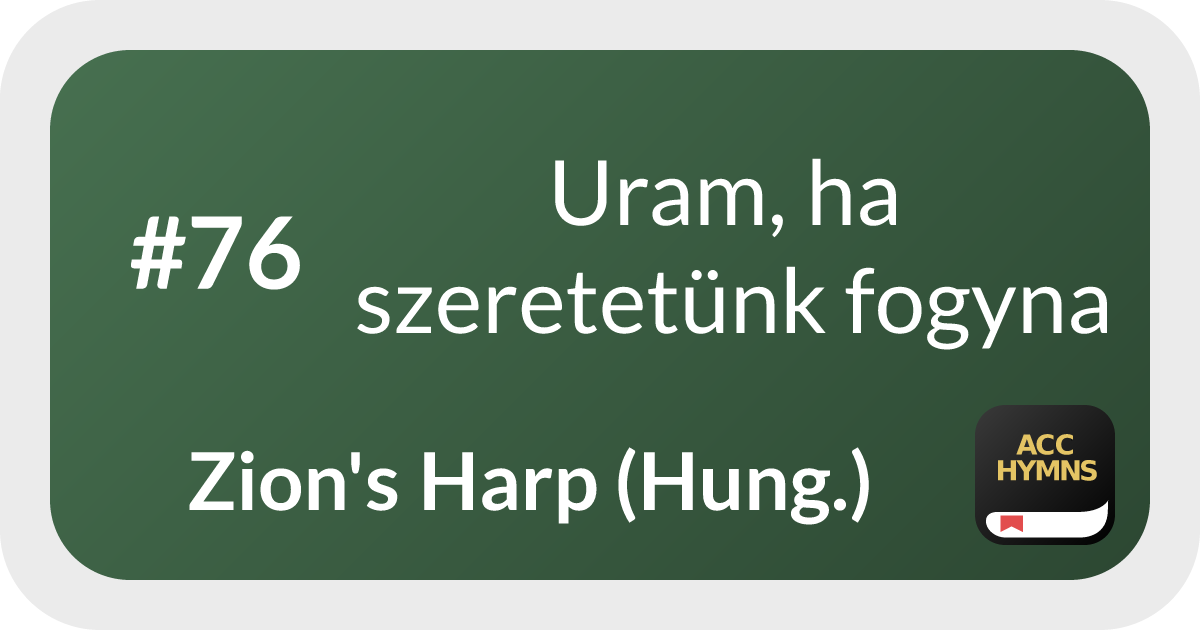 #76
Uram, ha
szeretetünk fogyna
Zion's Harp (Hung.)
ACC
HYMNS